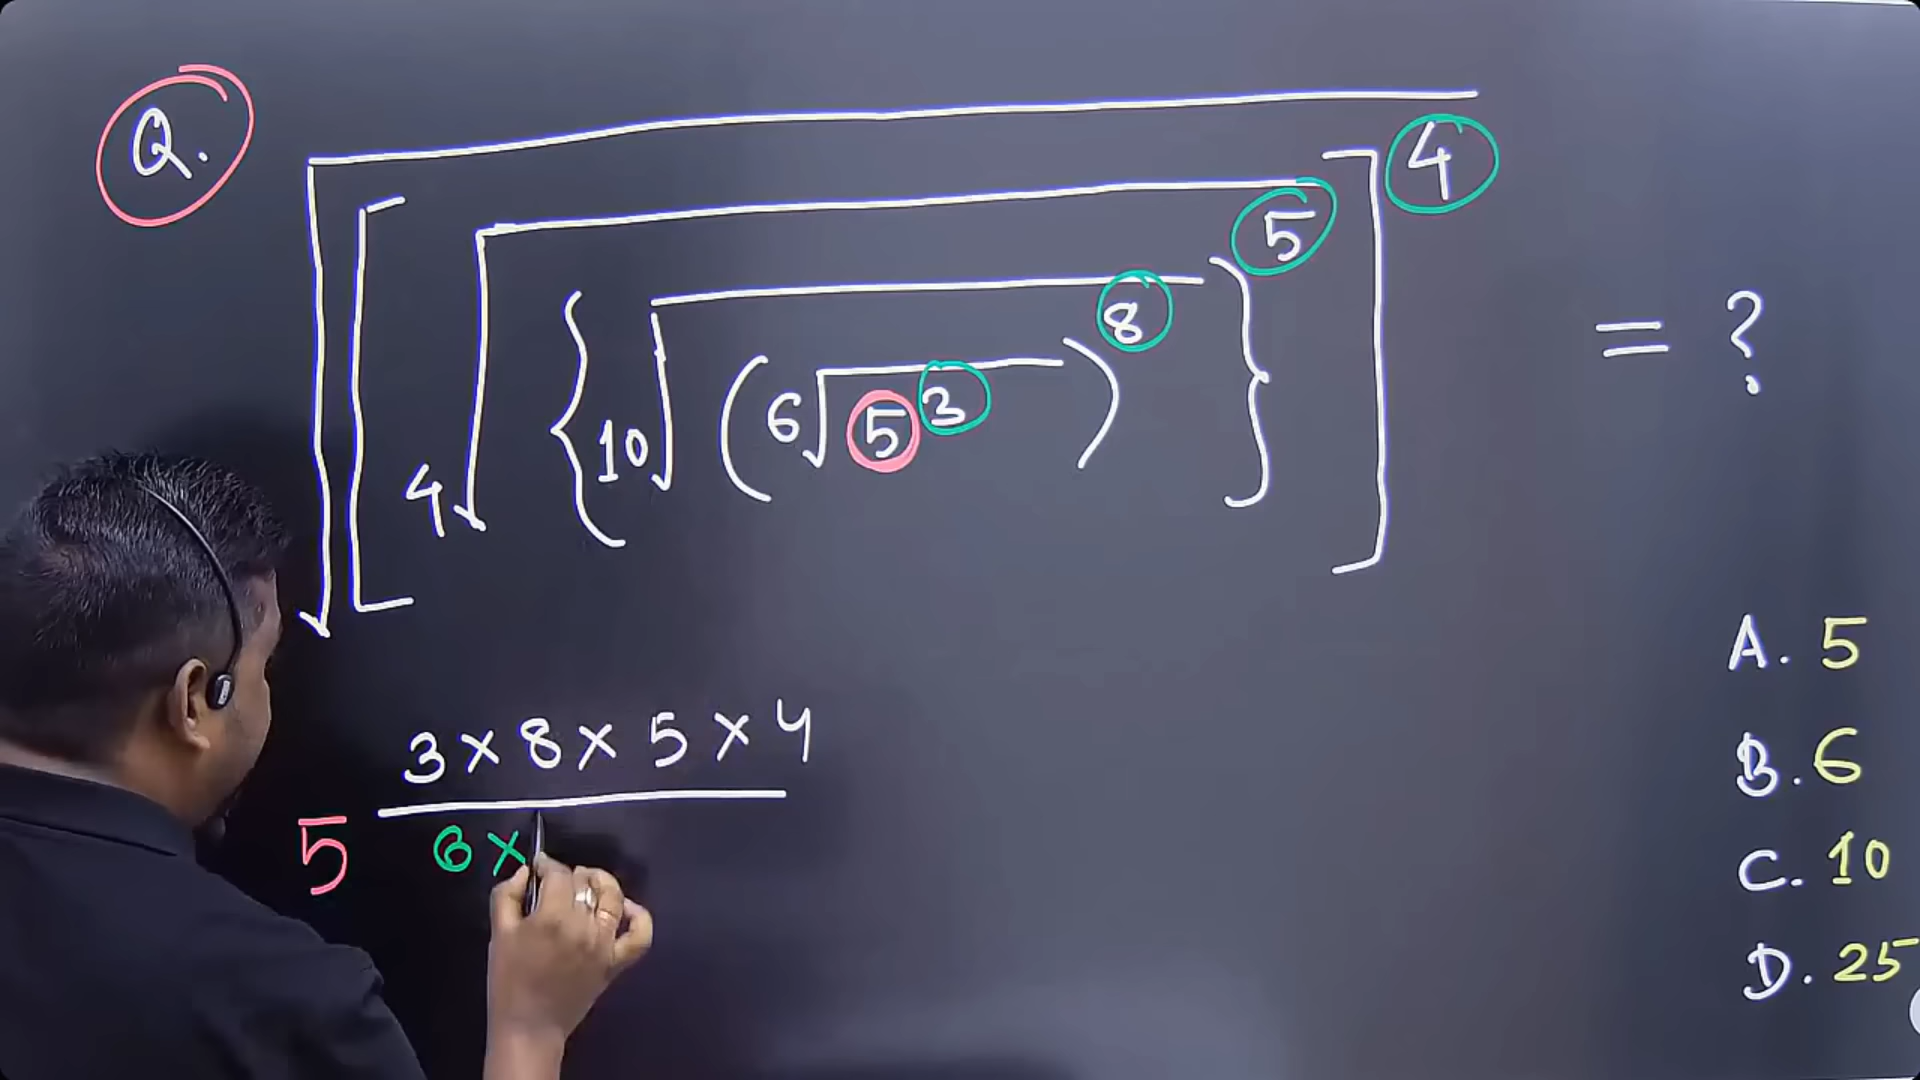 Q.
√[4√{10√(6√5^3)^8}^5]^4 = ?
3 × 8 × 5 × 4
5
6 ×
A. 5
B. 6
C. 10
D. 25